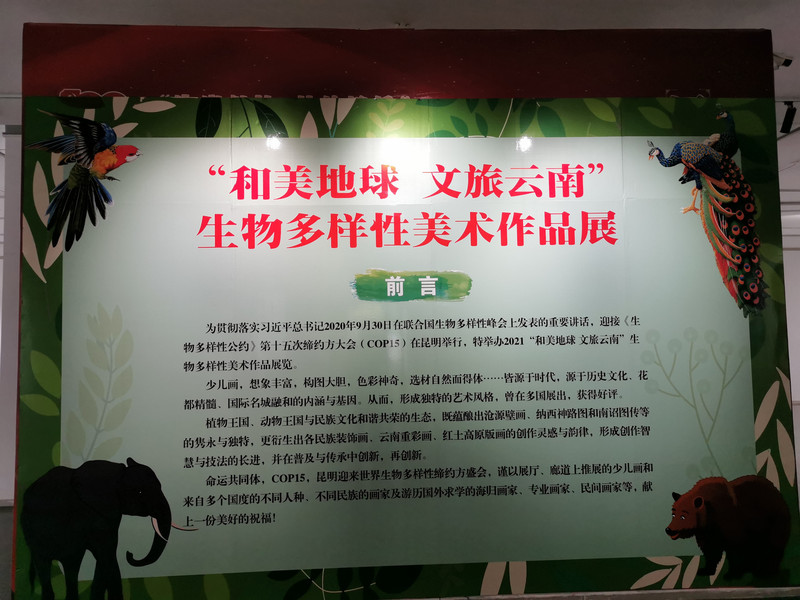 “和美地球 文旅云南”
生物多样性美术作品展
前言
为贯彻落实习近平总书记2020年9月30日在联合国生物多样性峰会上发表的重要讲话，迎接《生
物多样性公约》第十五次缔约方大会（COP15）在昆明举行，特举办2021“和美地球 文旅云南”生
物多样性美术作品展览。
少儿画，想象丰富，构图大胆，色彩神奇，选材自然而得体……皆源于时代，源于历史文化、花
都精髓、国际名城融和的内涵与基因。从而，形成独特的艺术风格，曾在多国展出，获得好评。
植物王国、动物王国与民族文化和谐共荣的生态，既蕴酿出沧源壁画、纳西神路图和南诏图传等
的隽永与独特，更衍生出各民族装饰画、云南重彩画、红土高原版画的创作灵感与韵律，形成创作智
慧与技法的长进，并在普及与传承中创新，再创新。
命运共同体，COP15，昆明迎来世界生物多样性缔约方盛会，谨以展厅、廊道上推展的少儿画和
来自多个国度的不同人种、不同民族的画家及游历国外求学的海归画家、专业画家、民间画家等，献
上一份美好的祝福！